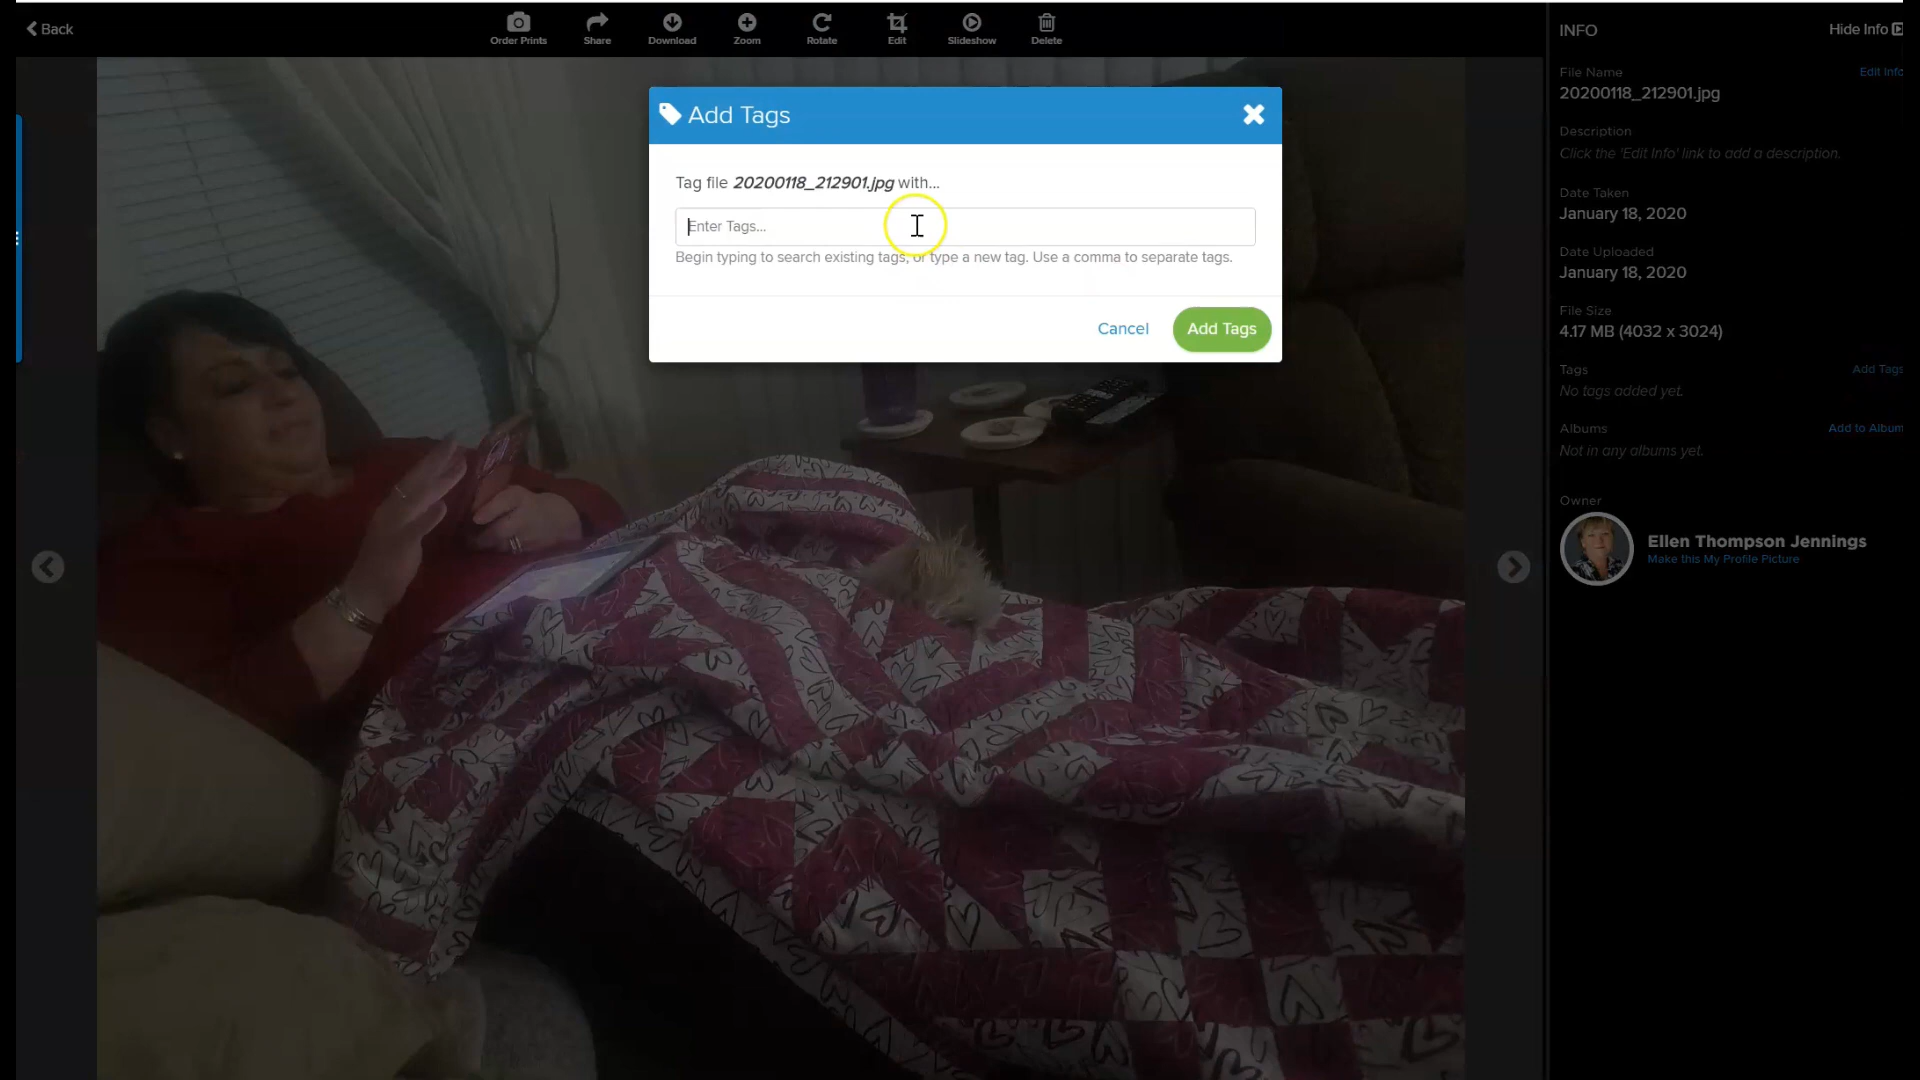 Back
Order Prints
Share
Download
Zoom
Rotate
Edit
Slideshow
Delete
Add Tags
Tag file 20200118_212901.jpg with...
Enter Tags...
Begin typing to search existing tags, or type a new tag. Use a comma to separate tags.
Cancel
Add Tags
INFO
Hide Info
File Name
Edit Info
20200118_212901.jpg
Description
Click the 'Edit Info' link to add a description.
Date Taken
January 18, 2020
Date Uploaded
January 18, 2020
File Size
4.17 MB (4032 x 3024)
Tags
Add Tags
No tags added yet.
Albums
Add to Album
Not in any albums yet.
Owner
Ellen Thompson Jennings
Make this My Profile Picture